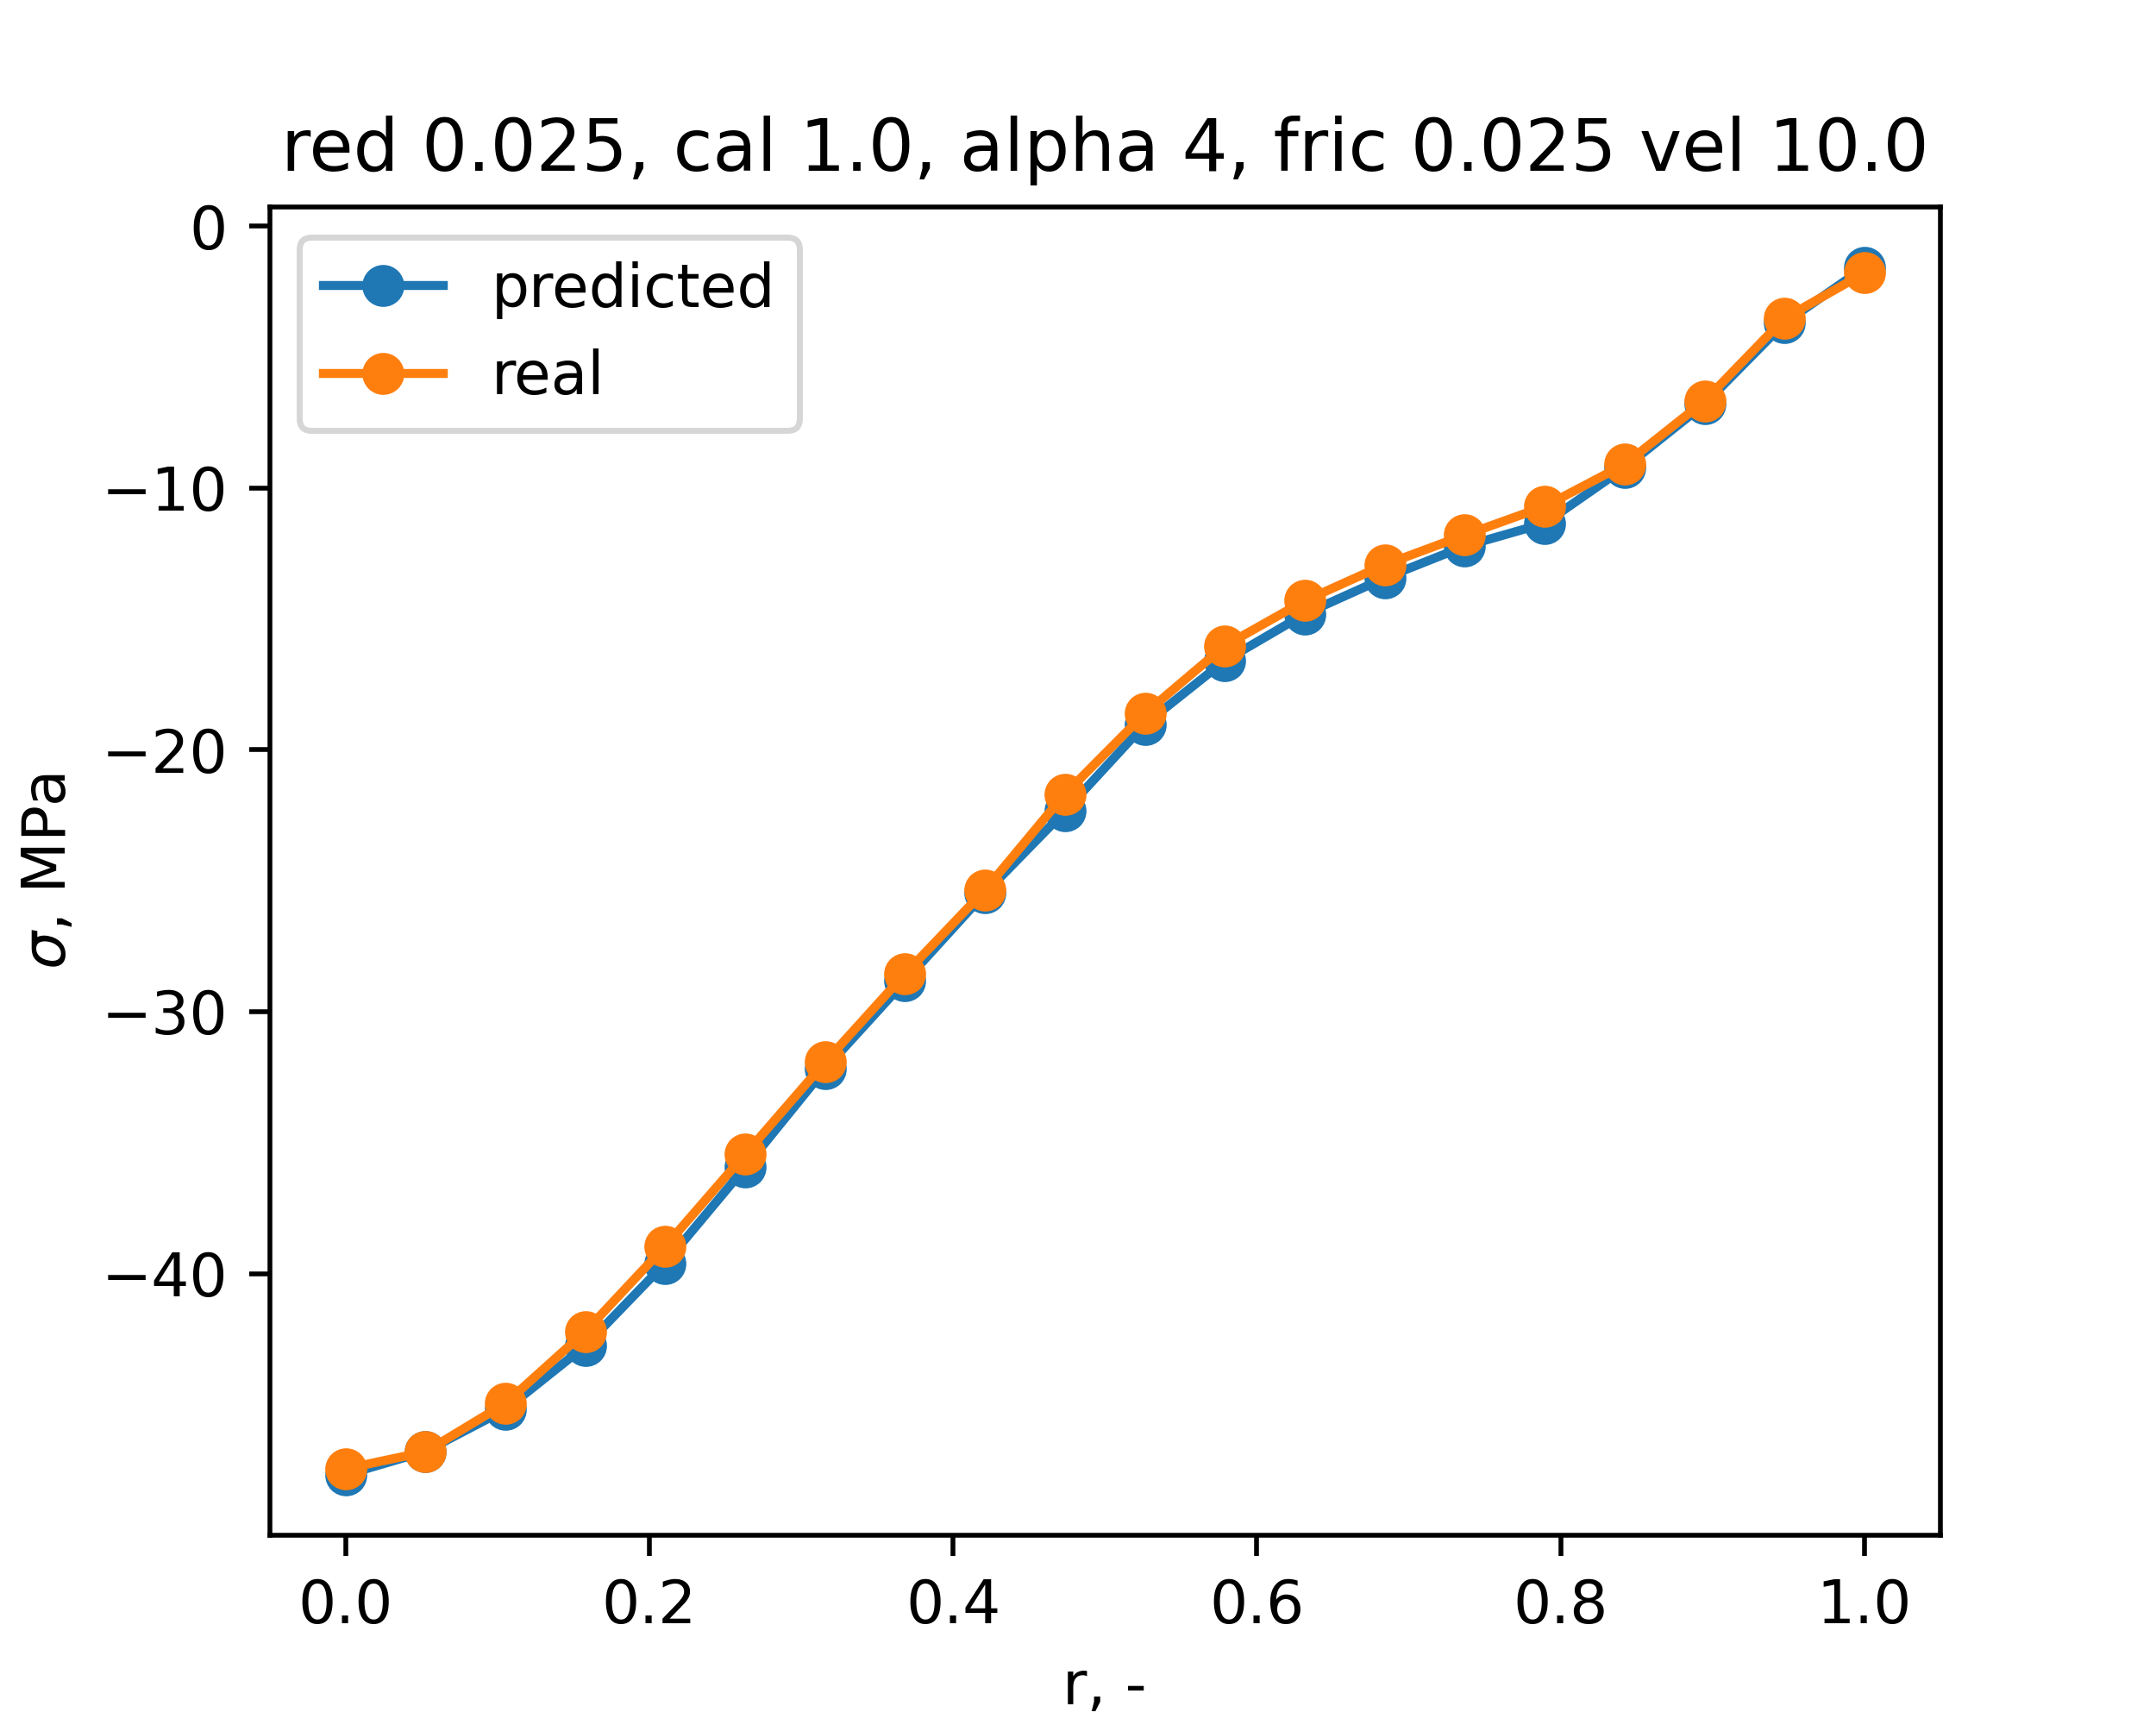 red 0.025, cal 1.0, alpha 4, fric 0.025 vel 10.0
predicted
real
0
−10
−20
−30
−40
σ, MPa
0.0 0.2 0.4 0.6 0.8 1.0
r, -